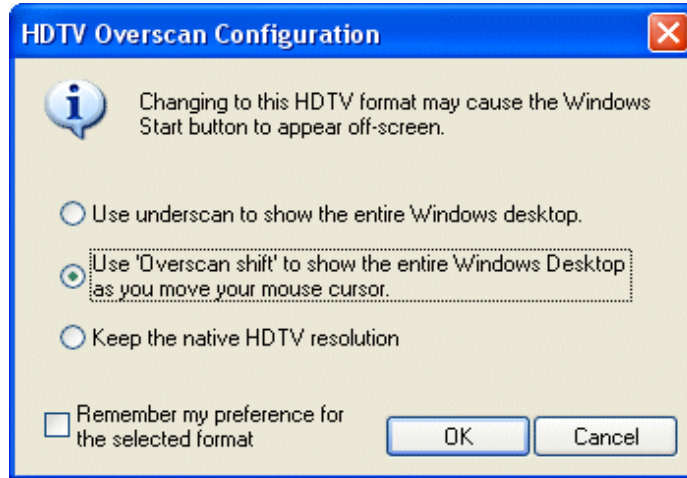 HDTV Overscan Configuration
Changing to this HDTV format may cause the Windows
Start button to appear off-screen.
Use underscan to show the entire Windows desktop.
Use 'Overscan shift' to show the entire Windows Desktop
as you move your mouse cursor.
Keep the native HDTV resolution
Remember my preference for
the selected format
OK
Cancel